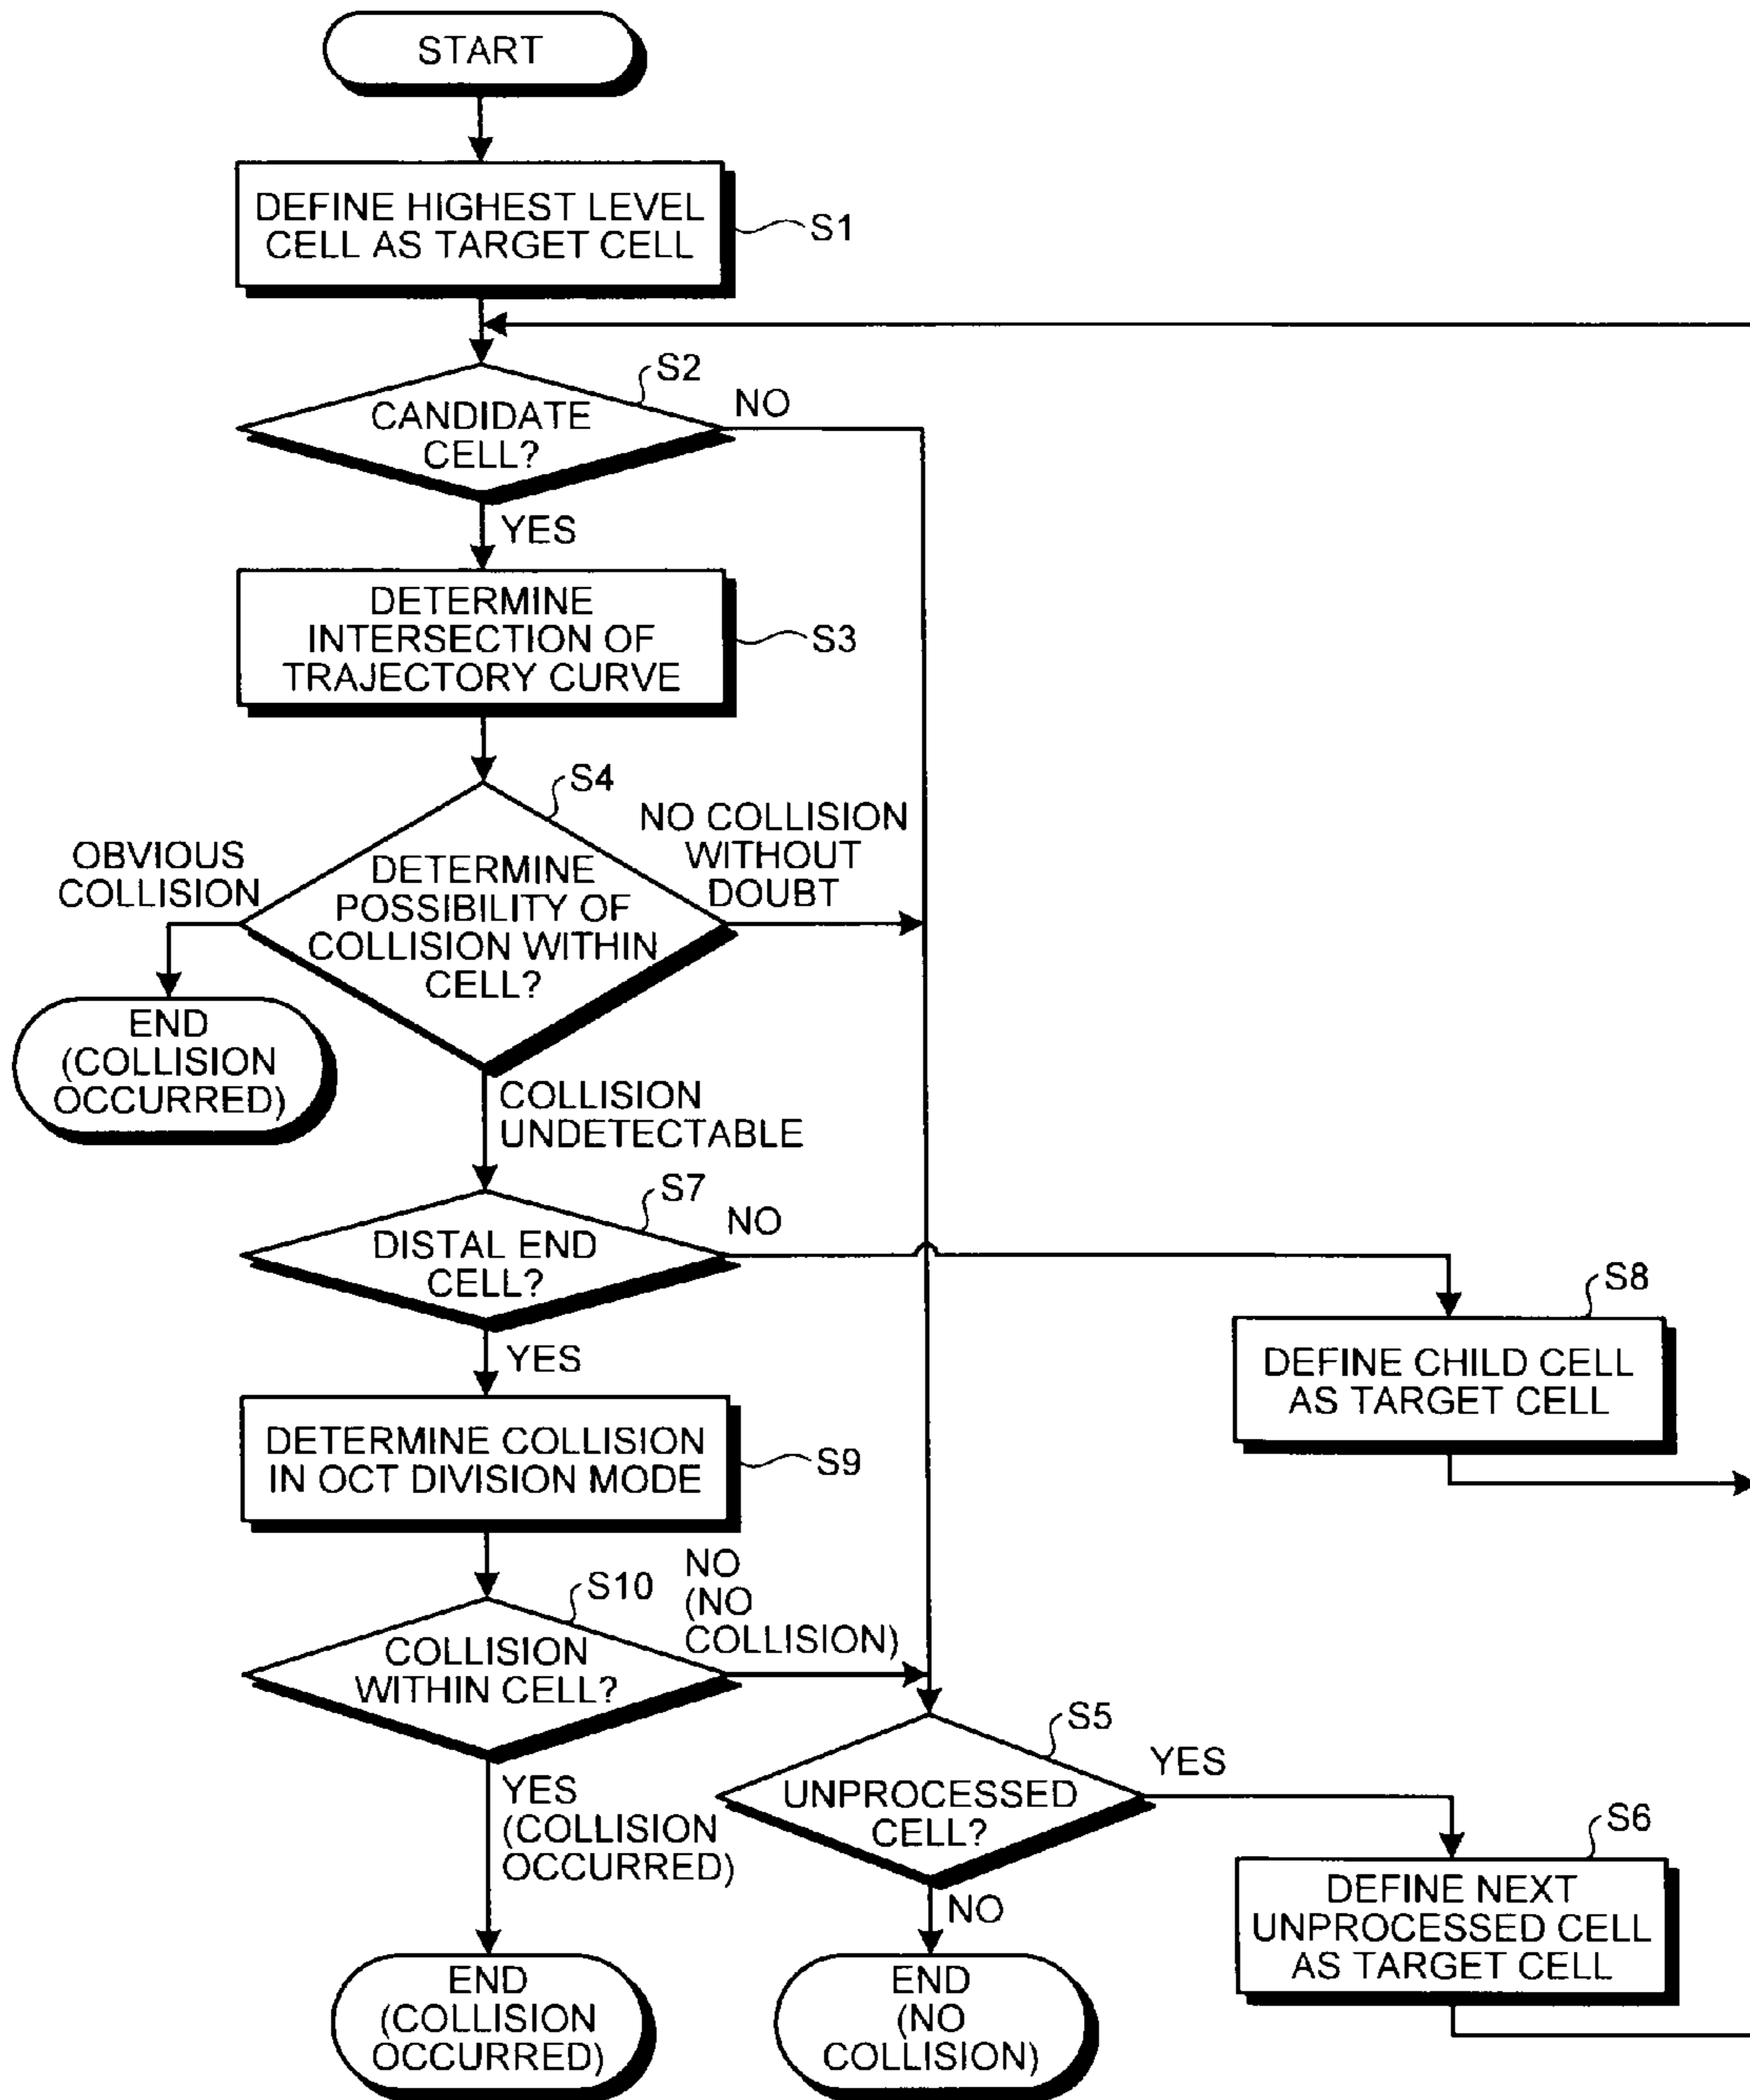 START
DEFINE HIGHEST LEVEL
CELL AS TARGET CELL
S1
S2
CANDIDATE
CELL?
NO
YES
DETERMINE
INTERSECTION OF
TRAJECTORY CURVE
S3
S4
DETERMINE
POSSIBILITY OF
COLLISION WITHIN
CELL?
OBVIOUS
COLLISION
NO COLLISION
WITHOUT
DOUBT
END
(COLLISION
OCCURRED)
COLLISION
UNDETECTABLE
S7
DISTAL END
CELL?
NO
S8
DEFINE CHILD CELL
AS TARGET CELL
YES
DETERMINE COLLISION
IN OCT DIVISION MODE
S9
S10
COLLISION
WITHIN CELL?
NO
(NO
COLLISION)
YES
(COLLISION
OCCURRED)
S5
UNPROCESSED
CELL?
YES
S6
DEFINE NEXT
UNPROCESSED CELL
AS TARGET CELL
NO
END
(COLLISION
OCCURRED)
END
(NO
COLLISION)